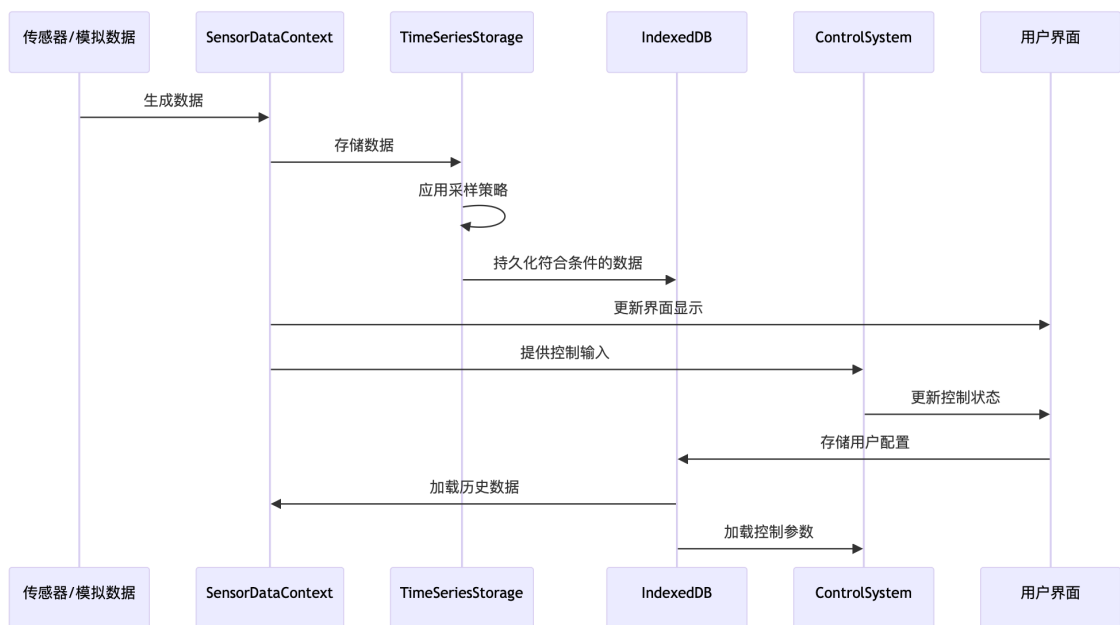 传感器/模拟数据
SensorDataContext
TimeSeriesStorage
IndexedDB
ControlSystem
用户界面
生成数据
存储数据
应用采样策略
持久化符合条件的数据
更新界面显示
提供控制输入
更新控制状态
存储用户配置
加载历史数据
加载控制参数
传感器/模拟数据
SensorDataContext
TimeSeriesStorage
IndexedDB
ControlSystem
用户界面